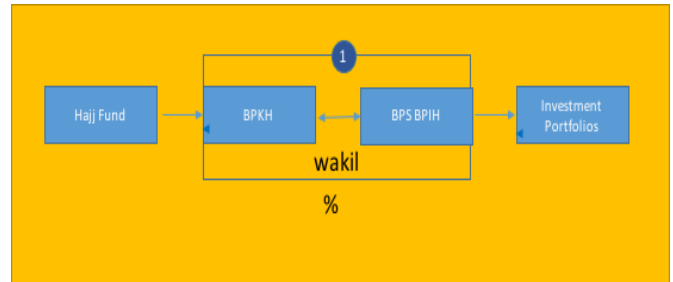 1
Hajj Fund
BPKH
BPS BPIH
Investment
Portfolios
wakil
%